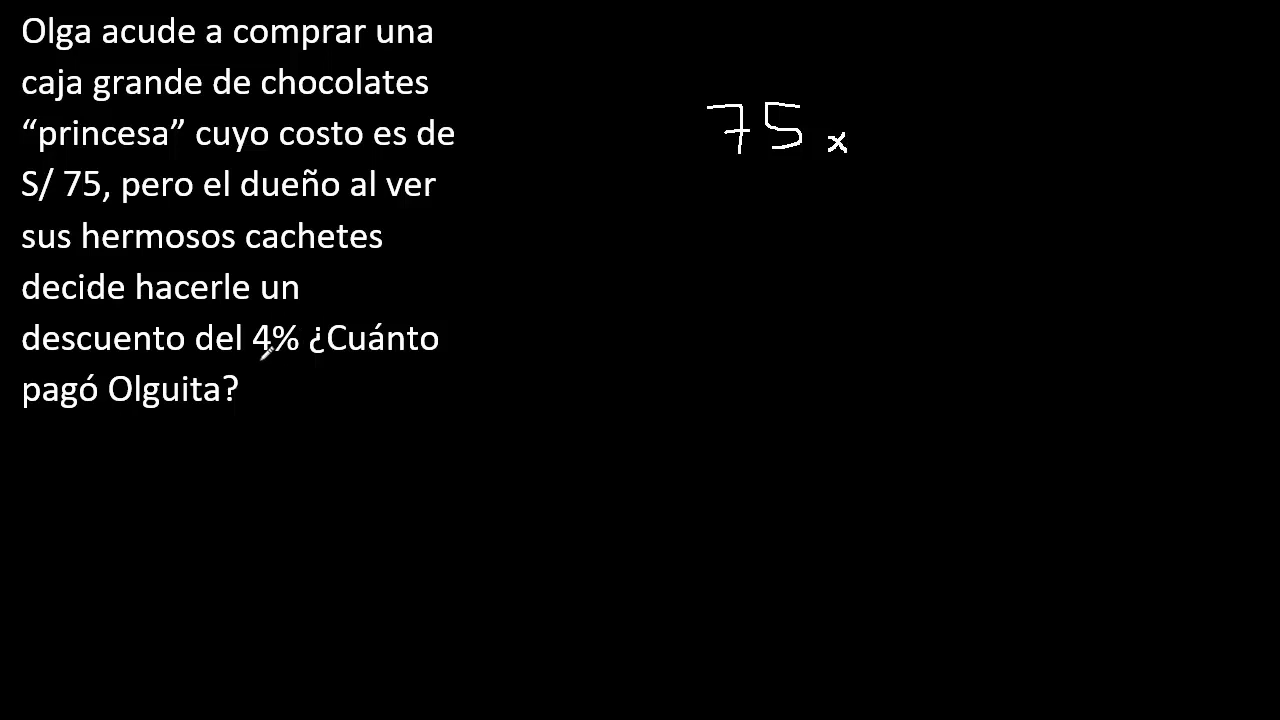 Olga acude a comprar una
caja grande de chocolates
“princesa” cuyo costo es de
S/ 75, pero el dueño al ver
sus hermosos cachetes
decide hacerle un
descuento del 4% ¿Cuánto
pagó Olguita?
75 x